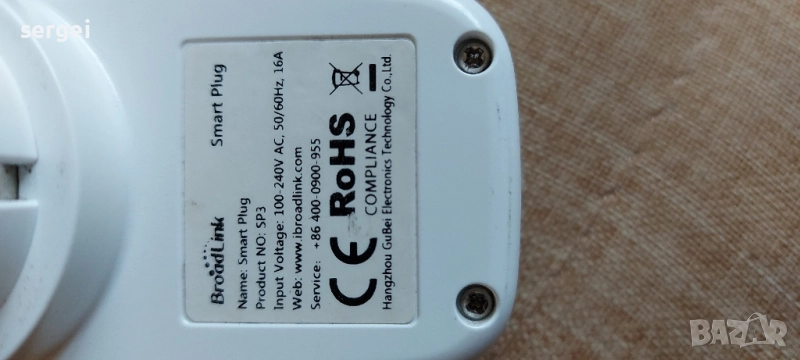 sergei
BroadLink Smart Plug
Name: Smart Plug
Product NO: SP3
Input Voltage: 100-240V AC, 50/60Hz, 16A
Web: www.ibroadlink.com
Service: +86 400-0900-955
CE RoHS
COMPLIANCE
Hangzhou GuBei Electronics Technology Co.,Ltd.
BAZAR